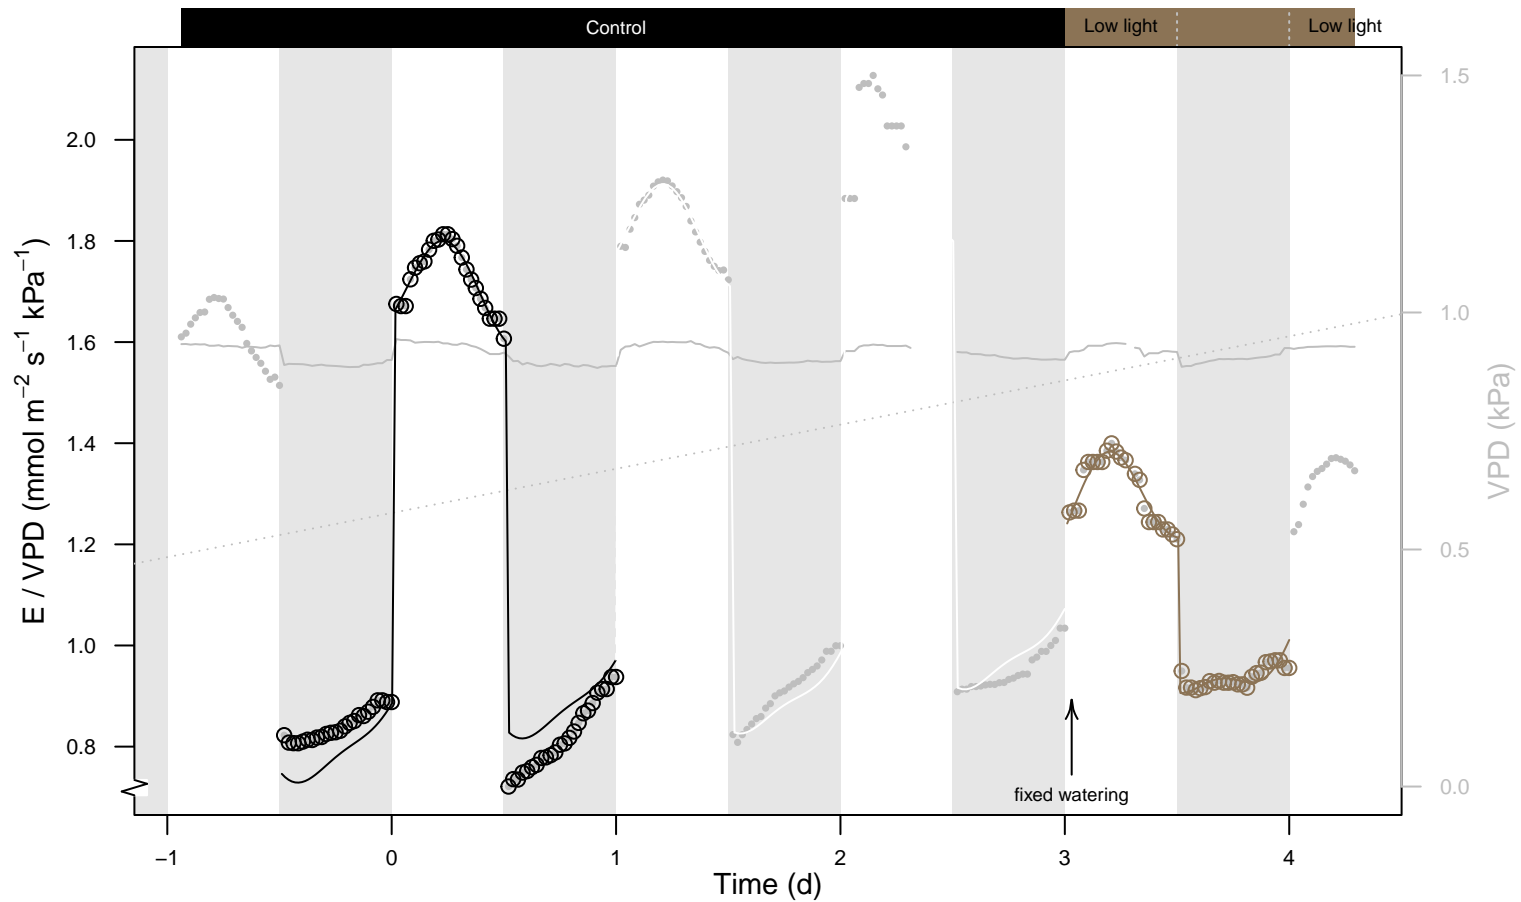 Control
Low light
Low light
2.0
1.8
1.6
1.4
1.2
1.0
0.8
E / VPD (mmol m−2 s−1 kPa−1)
1.5
1.0
0.5
0.0
VPD (kPa)
fixed watering
−1
0
1
2
3
4
Time (d)